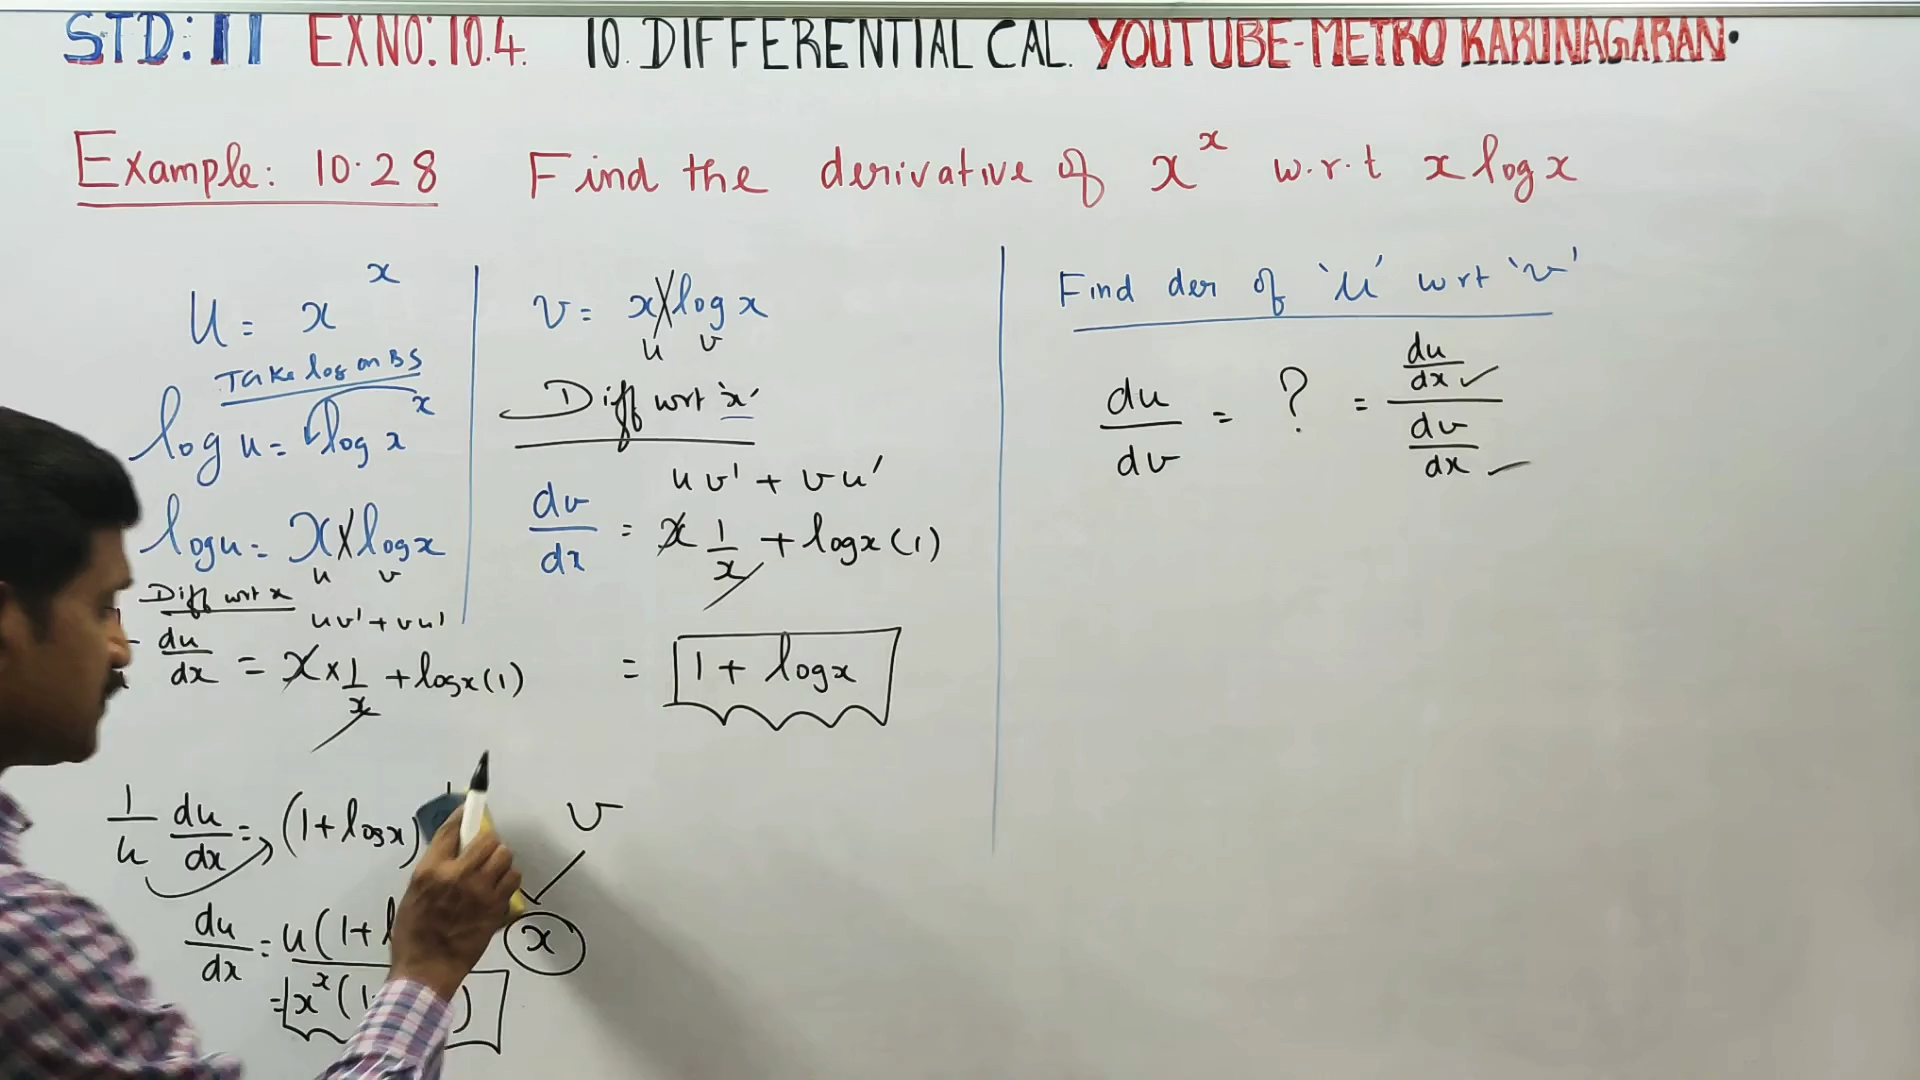 STD: 11 EXNO: 10.4. 10. DIFFERENTIAL CAL. YOUTUBE-METRO KARUNAGARAN.
Example: 10.28 Find the derivative of x^x w.r.t x log x
U = x^x
Take log on BS
log u = log x^x
log u = x × log x
u v
Diff wrt x
uv' + vu'
du/dx = x × 1/x + log x (1)
1/u du/dx = (1 + log x)
du/dx = u (1 +
= x^x (
v = x × log x
u v
Diff wrt 'x'
uv' + vu'
dv/dx = x 1/x + log x (1)
= 1 + log x
v
x
Find der of 'u' wrt 'v'
du/dv = ? = du/dx / dv/dx